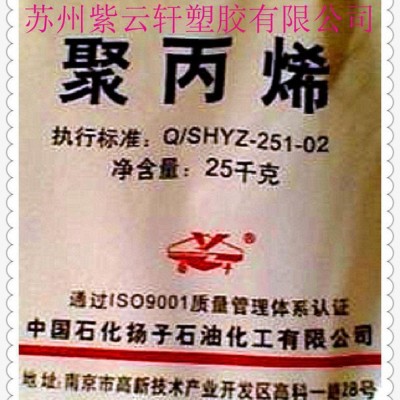 苏州紫云轩塑胶有限公司
聚丙烯
执行标准：Q/SHYZ-251-02
净含量：25千克
®
通过ISO9001质量管理体系认证
中国石化扬子石油化工有限公司
地址：南京市高新技术产业开发区高科一路28号